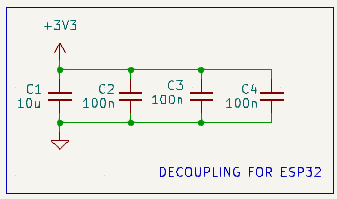 +3V3
C1
10u
C2
100n
C3
100n
C4
100n
DECOUPLING FOR ESP32